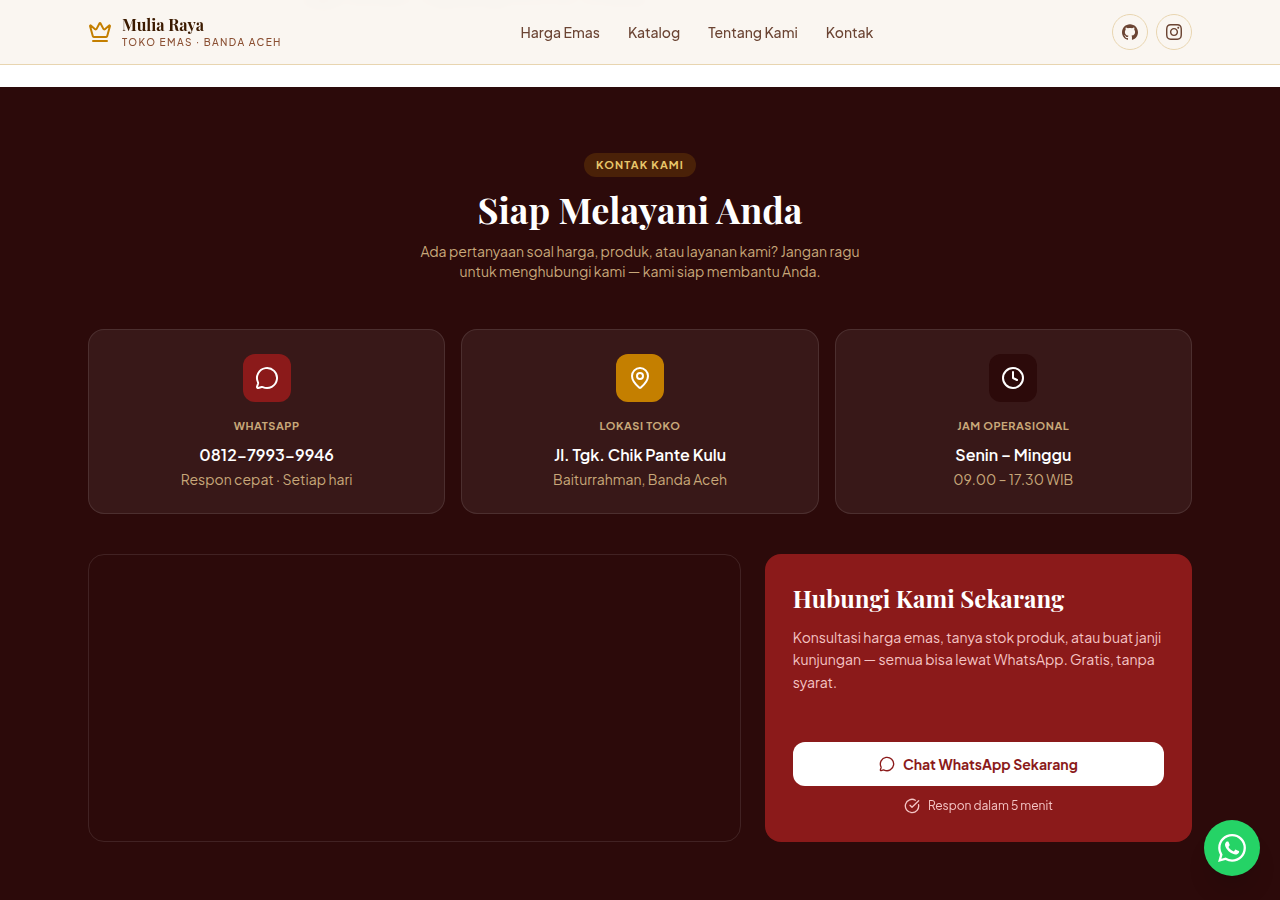 Mulia Raya
TOKO EMAS · BANDA ACEH
Harga Emas
Katalog
Tentang Kami
Kontak
KONTAK KAMI
Siap Melayani Anda
Ada pertanyaan soal harga, produk, atau layanan kami? Jangan ragu
untuk menghubungi kami — kami siap membantu Anda.
WHATSAPP
0812-7993-9946
Respon cepat · Setiap hari
LOKASI TOKO
Jl. Tgk. Chik Pante Kulu
Baiturrahman, Banda Aceh
JAM OPERASIONAL
Senin – Minggu
09.00 – 17.30 WIB
Hubungi Kami Sekarang
Konsultasi harga emas, tanya stok produk, atau buat janji
kunjungan — semua bisa lewat WhatsApp. Gratis, tanpa
syarat.
Chat WhatsApp Sekarang
Respon dalam 5 menit